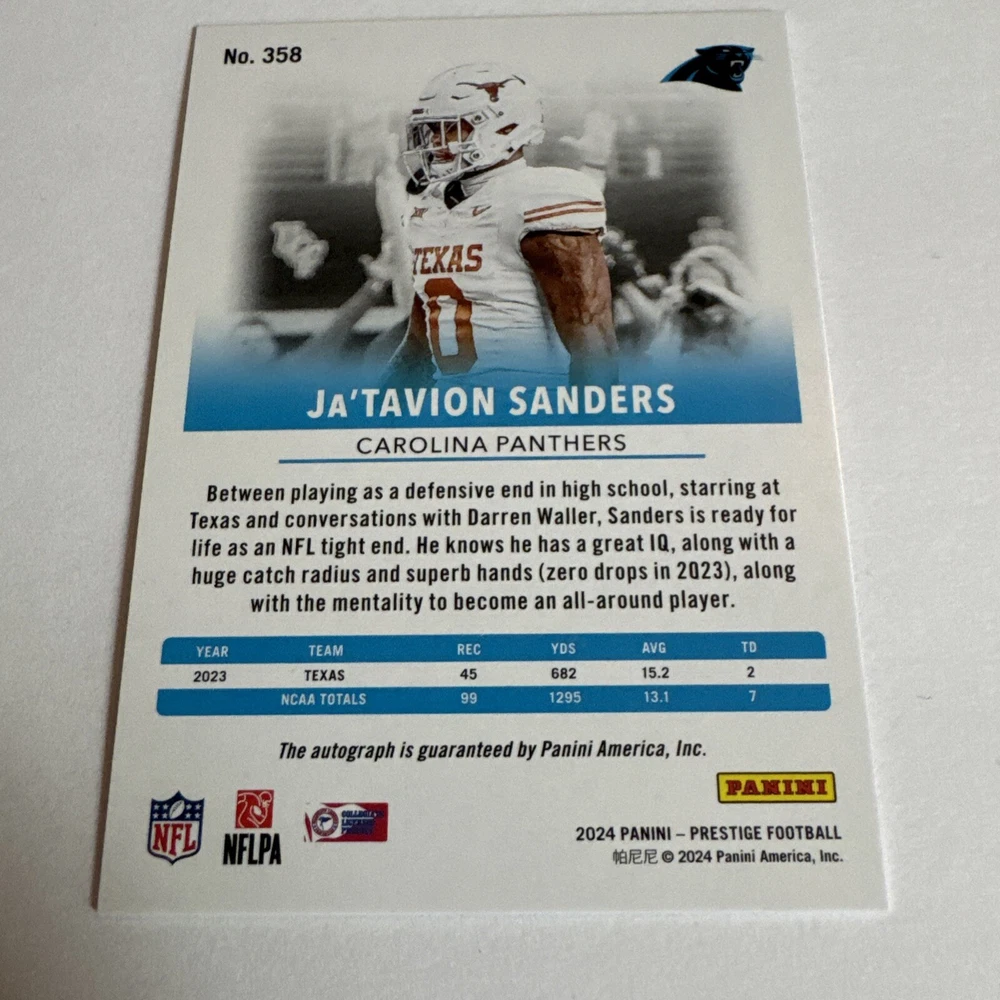 No. 358
TEXAS
0
JA'TAVION SANDERS
CAROLINA PANTHERS
Between playing as a defensive end in high school, starring at
Texas and conversations with Darren Waller, Sanders is ready for
life as an NFL tight end. He knows he has a great IQ, along with a
huge catch radius and superb hands (zero drops in 2023), along
with the mentality to become an all-around player.
YEAR TEAM REC YDS AVG TD
2023 TEXAS 45 682 15.2 2
NCAA TOTALS 99 1295 13.1 7
The autograph is guaranteed by Panini America, Inc.
PANINI
NFL
NFLPA
COLLEGIATE
LICENSED
PRODUCT
2024 PANINI – PRESTIGE FOOTBALL
帕尼尼 © 2024 Panini America, Inc.